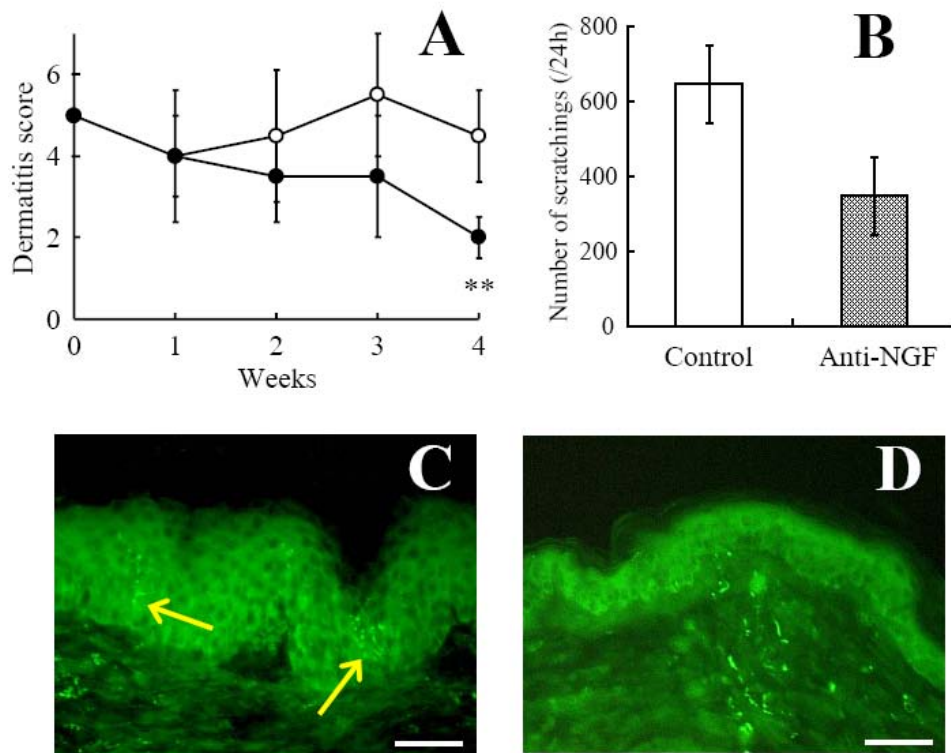 A
Dermatitis score
6
4
2
0
**
0 1 2 3 4
Weeks
B
Number of scratchings (/24h)
800
600
400
200
0
Control Anti-NGF
C
D